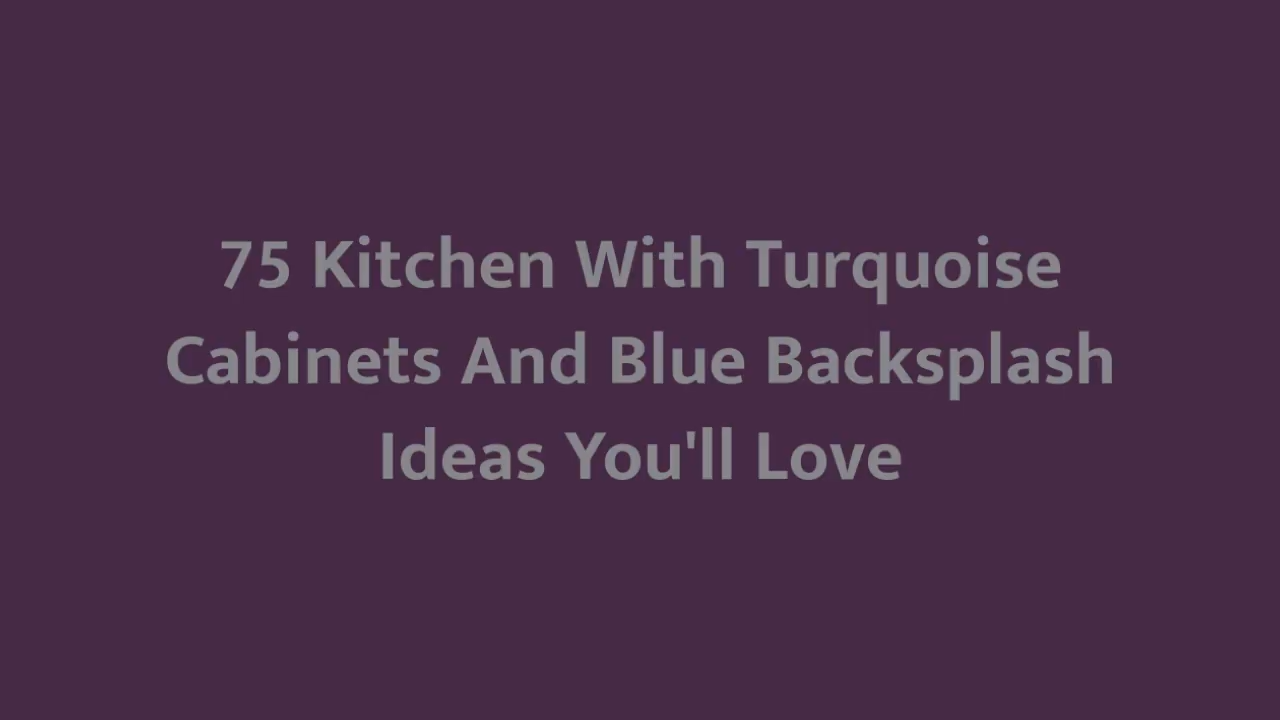 75 Kitchen With Turquoise
Cabinets And Blue Backsplash
Ideas You'll Love